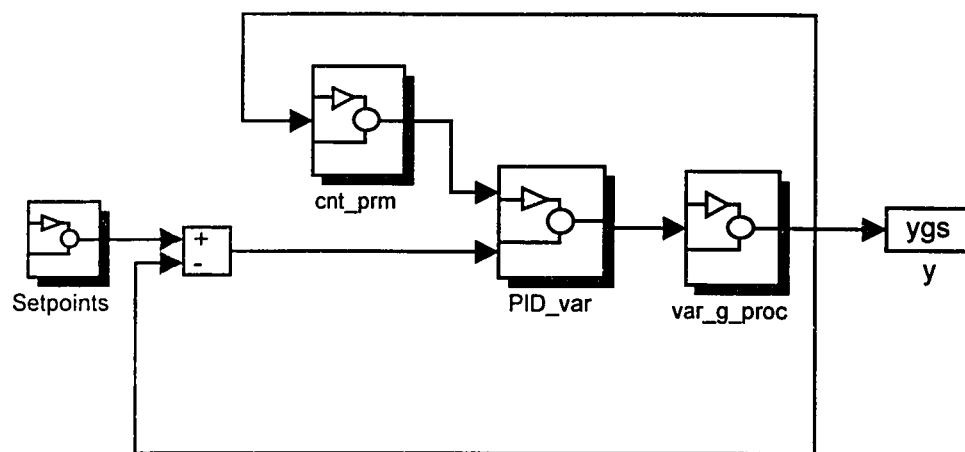 cnt_prm
+
-
Setpoints
PID_var
var_g_proc
ygs
y